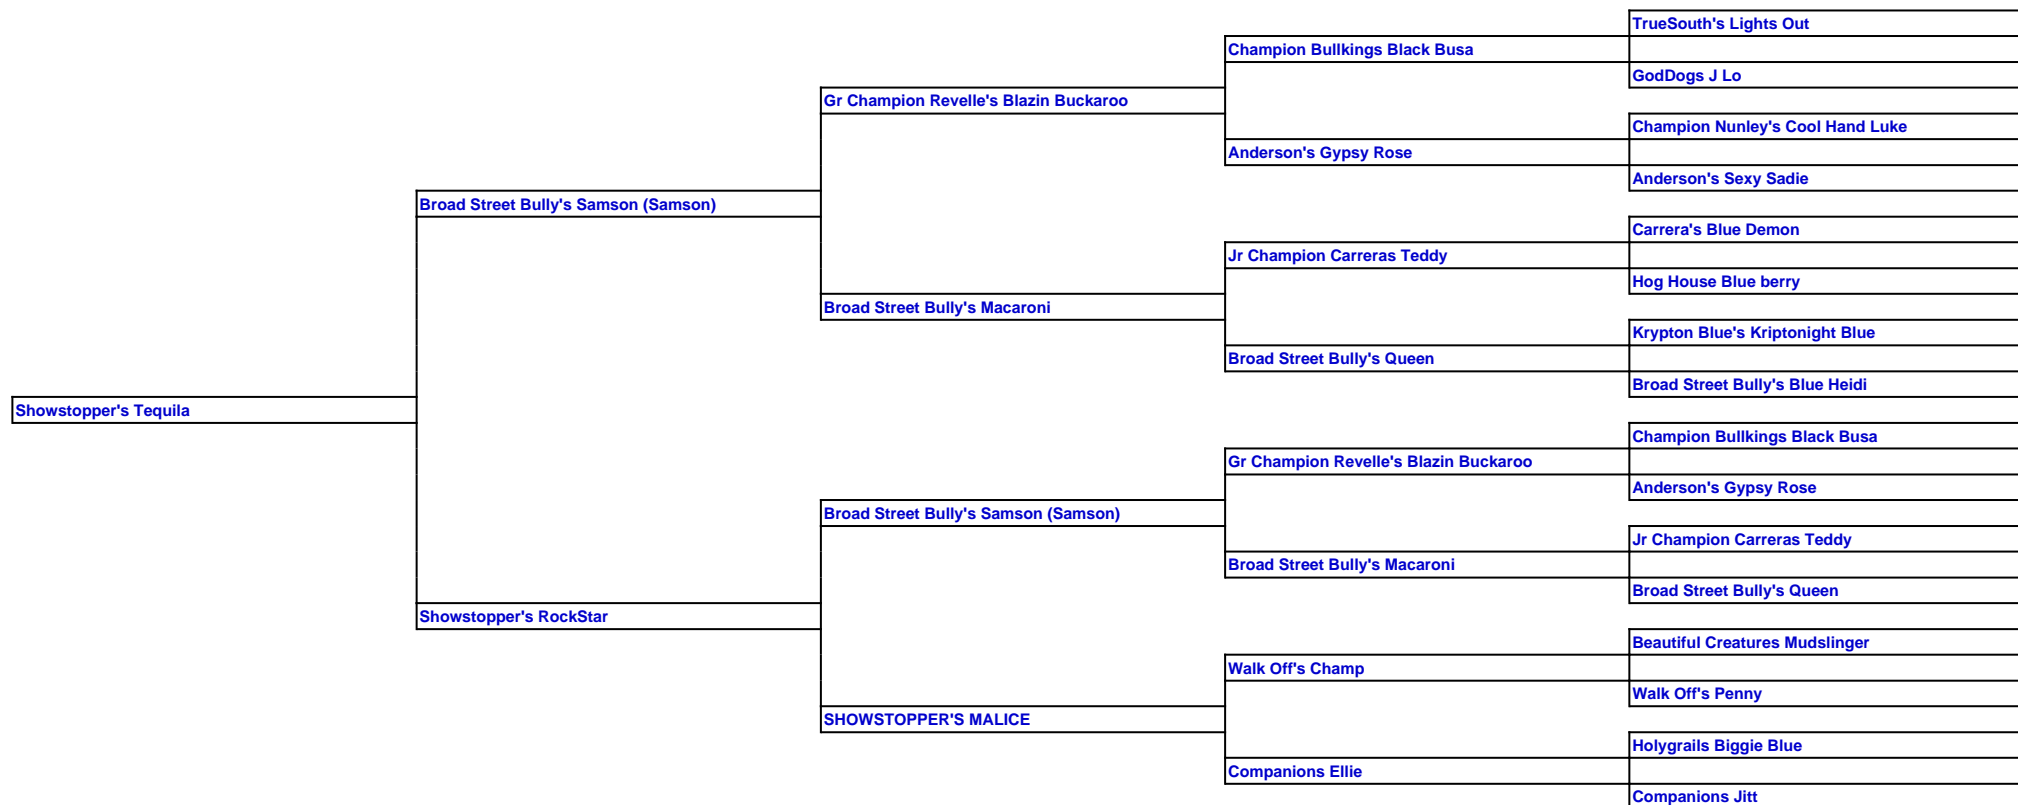 TrueSouth's Lights Out
Champion Bullkings Black Busa
GodDogs J Lo
Gr Champion Revelle's Blazin Buckaroo
Champion Nunley's Cool Hand Luke
Anderson's Gypsy Rose
Anderson's Sexy Sadie
Broad Street Bully's Samson (Samson)
Carrera's Blue Demon
Jr Champion Carreras Teddy
Hog House Blue berry
Broad Street Bully's Macaroni
Krypton Blue's Kriptonight Blue
Broad Street Bully's Queen
Broad Street Bully's Blue Heidi
Showstopper's Tequila
Champion Bullkings Black Busa
Gr Champion Revelle's Blazin Buckaroo
Anderson's Gypsy Rose
Broad Street Bully's Samson (Samson)
Jr Champion Carreras Teddy
Broad Street Bully's Macaroni
Broad Street Bully's Queen
Showstopper's RockStar
Beautiful Creatures Mudslinger
Walk Off's Champ
Walk Off's Penny
SHOWSTOPPER'S MALICE
Holygrails Biggie Blue
Companions Ellie
Companions Jitt